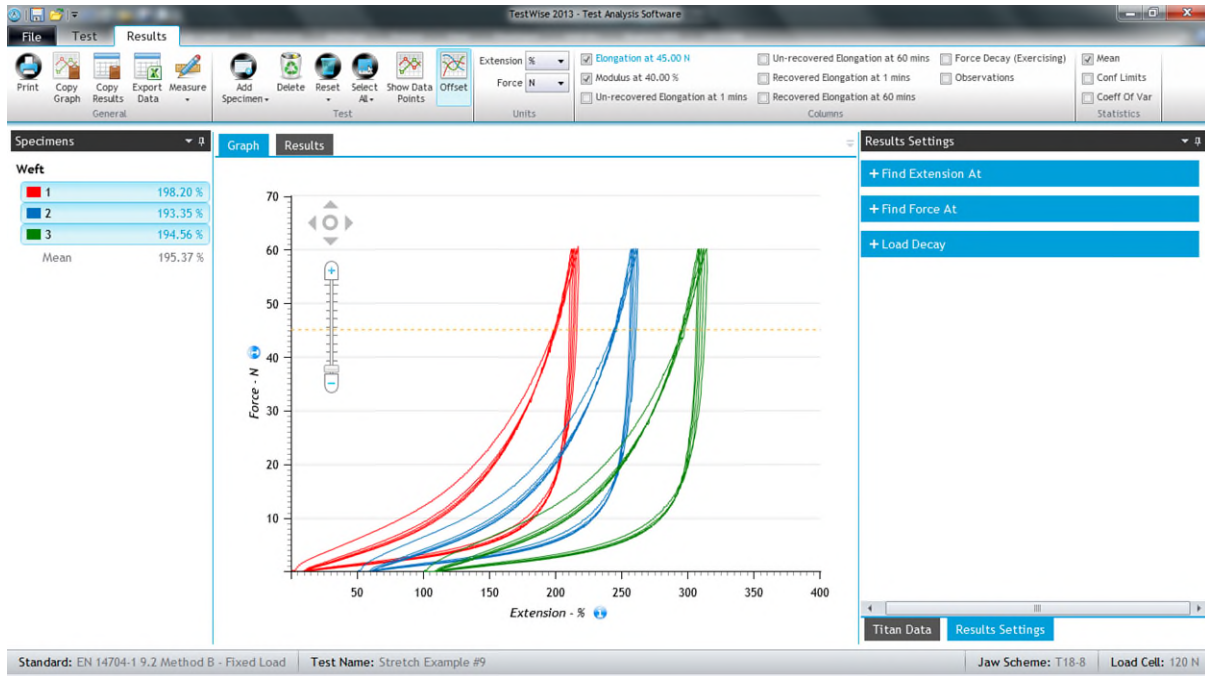 TestWise 2013 - Test Analysis Software
File Test Results
Print
Copy Graph
Copy Results
Export Data
Measure
General
Add Specimen
Delete
Reset
Select All
Show Data Points
Offset
Test
Extension %
Force N
Units
Elongation at 45.00 N
Modulus at 40.00 %
Un-recovered Elongation at 1 mins
Un-recovered Elongation at 60 mins
Recovered Elongation at 1 mins
Recovered Elongation at 60 mins
Force Decay (Exercising)
Observations
Columns
Mean
Conf Limits
Coeff Of Var
Statistics
Specimens
Weft
1 198.20 %
2 193.35 %
3 194.56 %
Mean 195.37 %
Graph Results
70
60
50
40
30
20
10
Force - N
50 100 150 200 250 300 350 400
Extension - %
Results Settings
+ Find Extension At
+ Find Force At
+ Load Decay
Titan Data Results Settings
Standard: EN 14704-1 9.2 Method B - Fixed Load Test Name: Stretch Example #9 Jaw Scheme: T18-8 Load Cell: 120 N